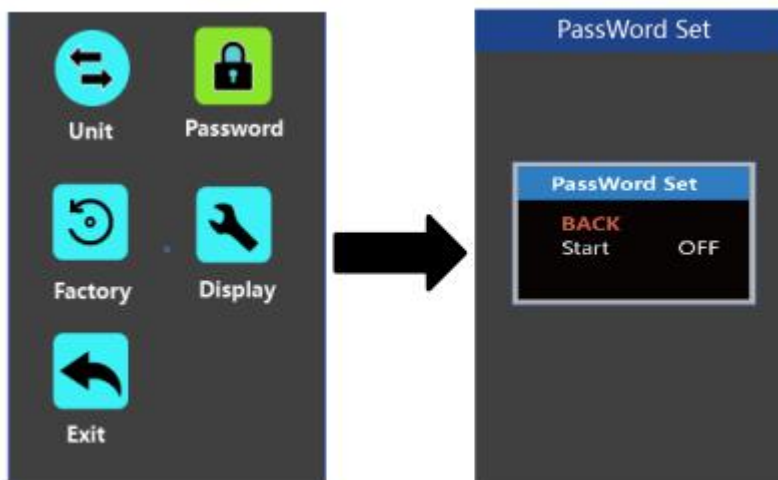 Unit
Password
Factory
Display
Exit
PassWord Set
PassWord Set
BACK
Start OFF